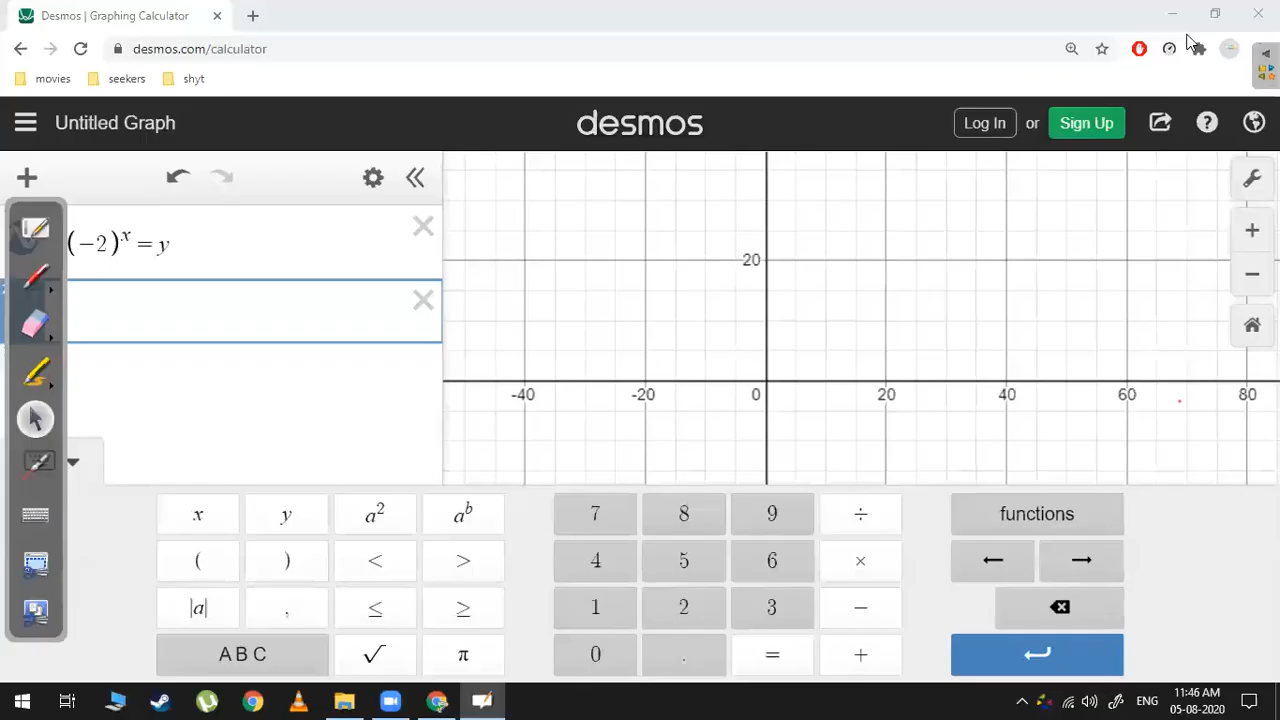 Desmos | Graphing Calculator
desmos.com/calculator
movies seekers shyt
Untitled Graph
desmos
Log In or Sign Up
(−2)^x = y
20
-40 -20 0 20 40 60 80
x y a² a^b 7 8 9 ÷ functions
( ) < > 4 5 6 × ← →
|a| , ≤ ≥ 1 2 3 −
A B C √ π 0 . = +
ENG
11:46 AM
05-08-2020